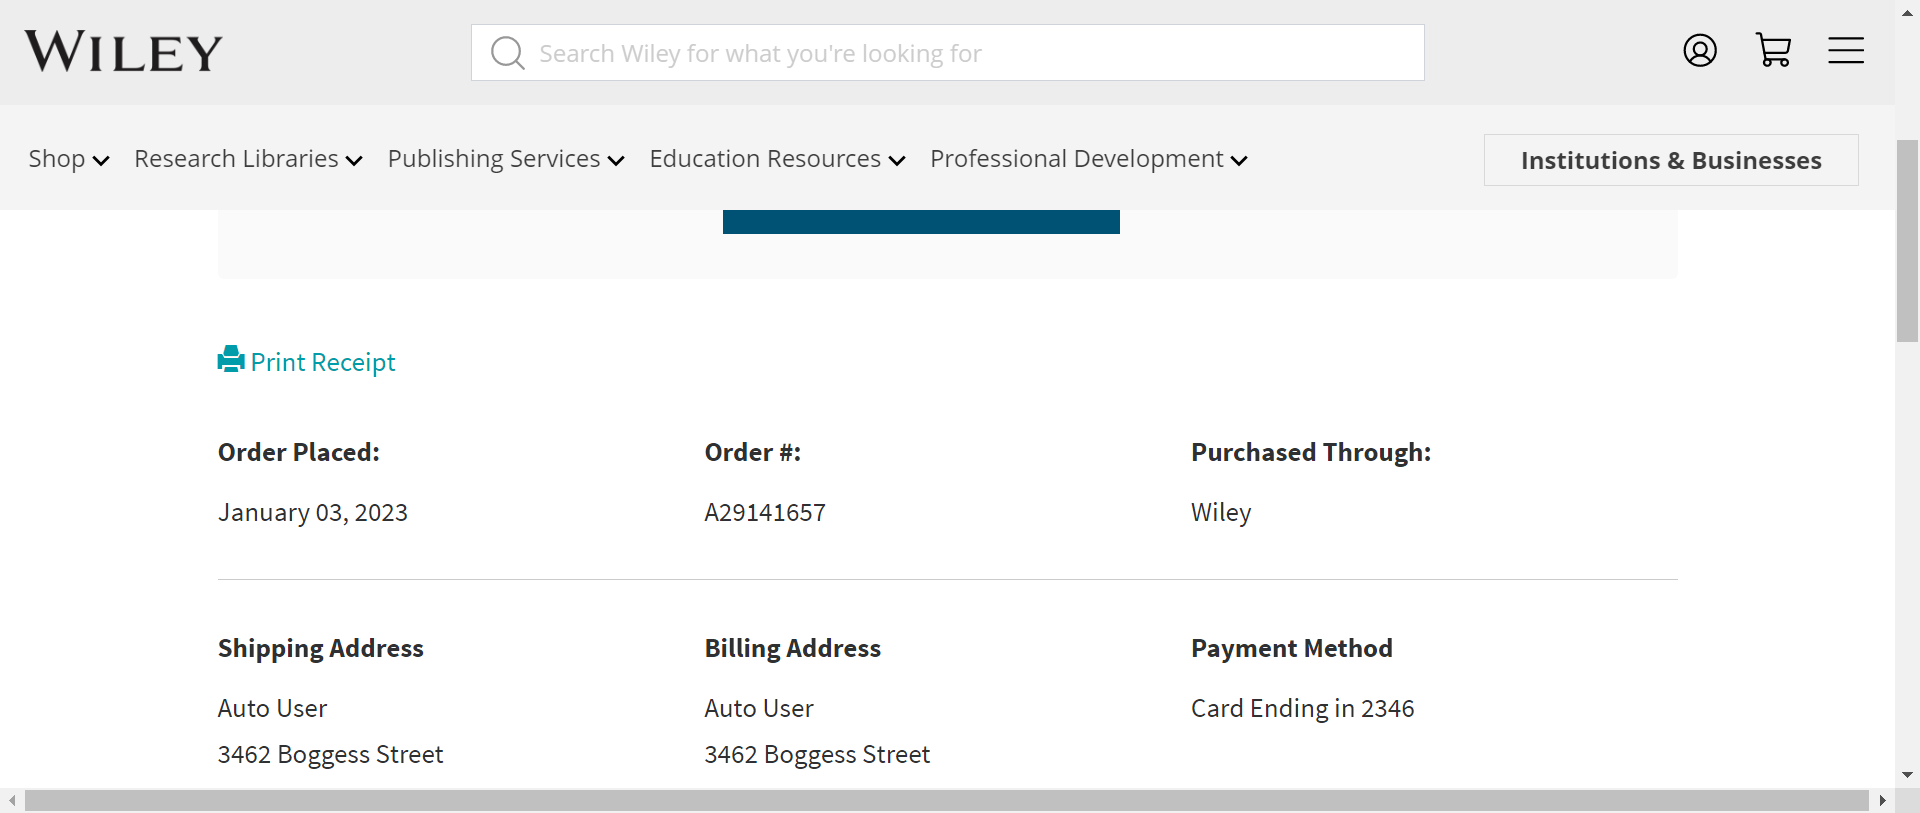 WILEY
Search Wiley for what you're looking for
Shop Research Libraries Publishing Services Education Resources Professional Development Institutions & Businesses
Print Receipt
Order Placed: Order #: Purchased Through:
January 03, 2023 A29141657 Wiley
Shipping Address Billing Address Payment Method
Auto User Auto User Card Ending in 2346
3462 Boggess Street 3462 Boggess Street